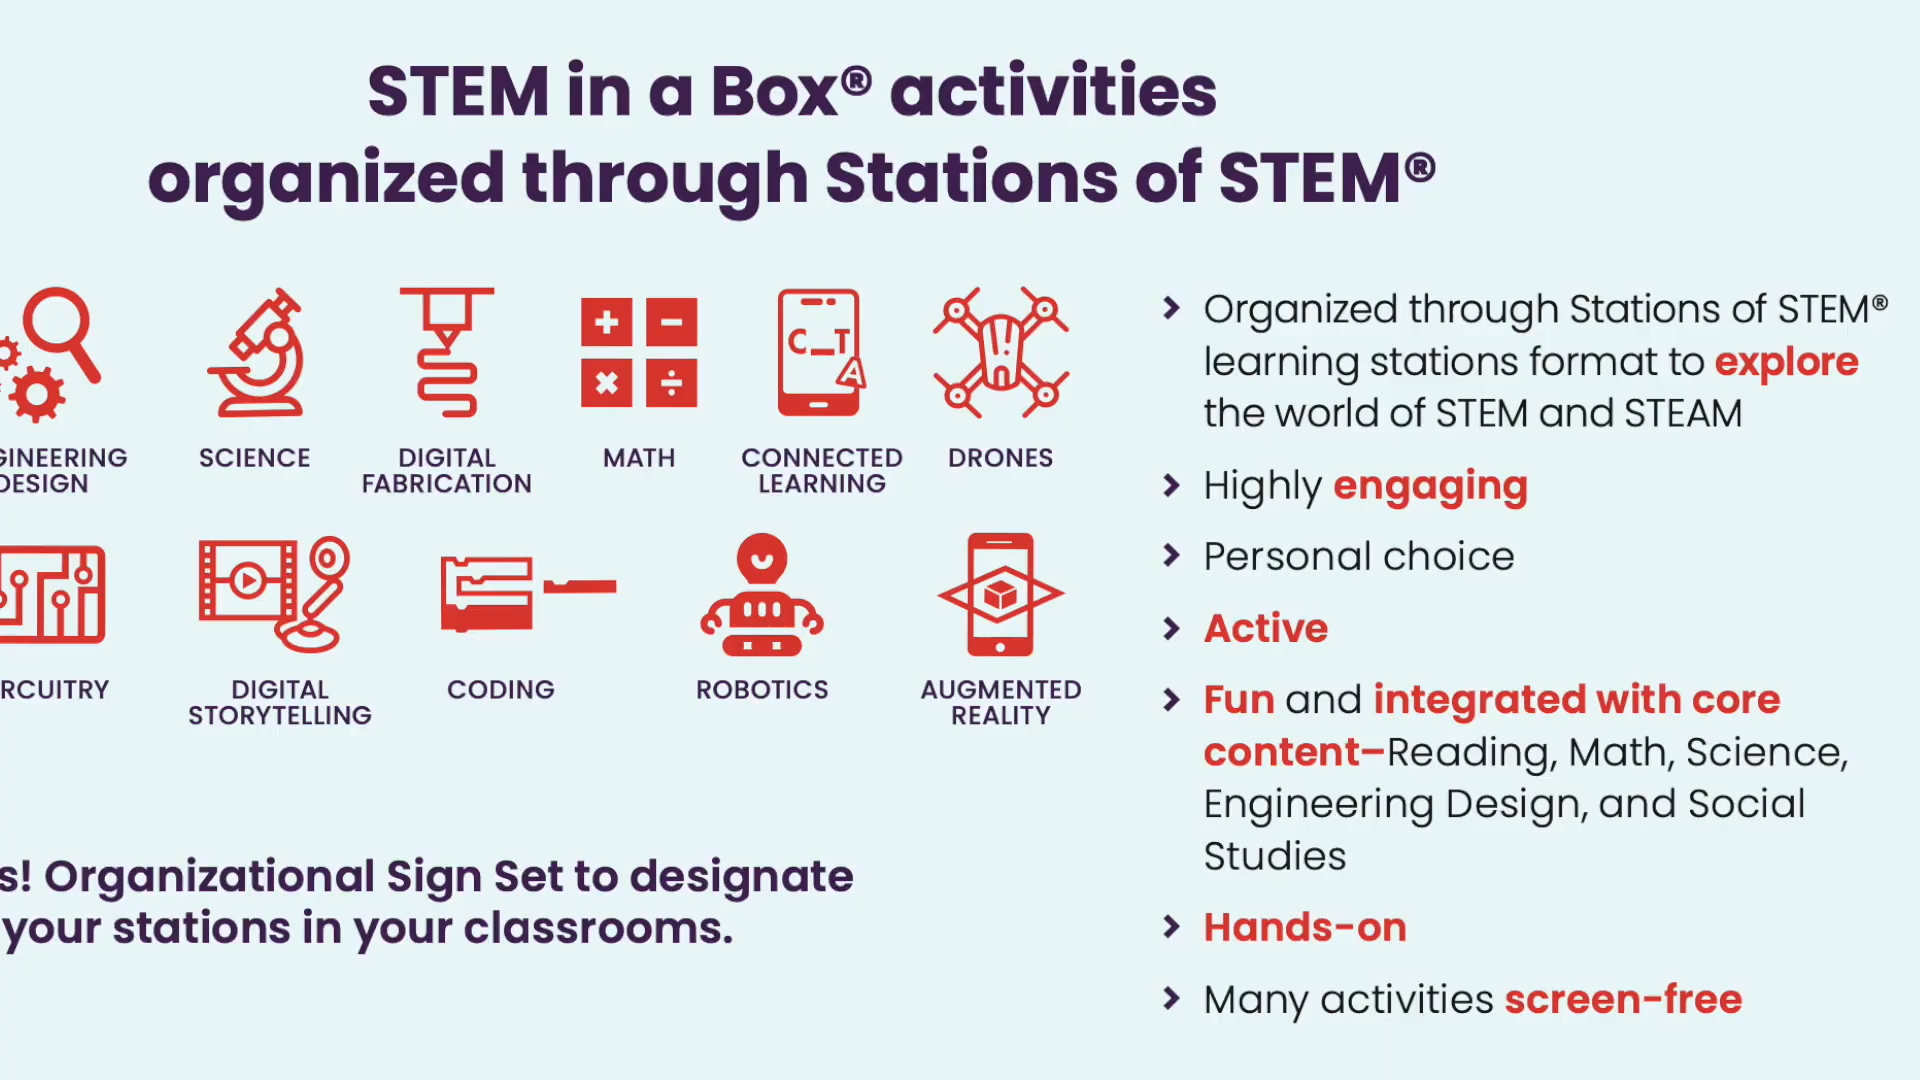 STEM in a Box® activities
organized through Stations of STEM®
GINEERING
DESIGN
SCIENCE
DIGITAL
FABRICATION
MATH
C_T
A
CONNECTED
LEARNING
DRONES
RCUITRY
DIGITAL
STORYTELLING
CODING
ROBOTICS
AUGMENTED
REALITY
s! Organizational Sign Set to designate
your stations in your classrooms.
Organized through Stations of STEM®
learning stations format to explore
the world of STEM and STEAM
Highly engaging
Personal choice
Active
Fun and integrated with core
content–Reading, Math, Science,
Engineering Design, and Social
Studies
Hands-on
Many activities screen-free